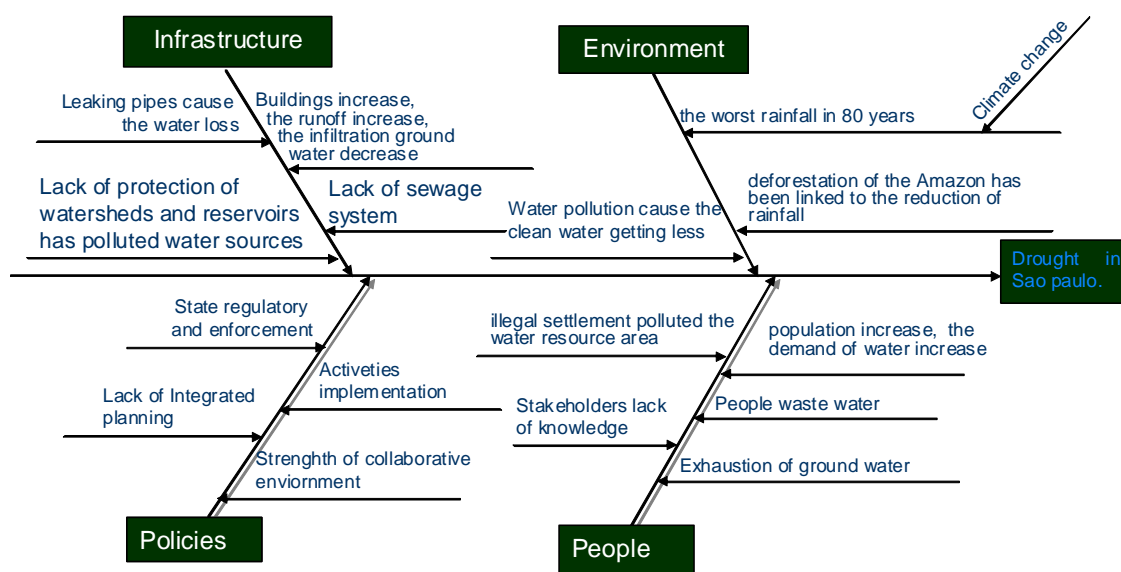 Infrastructure
Environment
Climate change
Leaking pipes cause
the water loss
Buildings increase,
the runoff increase,
the infiltration ground
water decrease
the worst rainfall in 80 years
Lack of protection of
watersheds and reservoirs
has polluted water sources
Lack of sewage
system
Water pollution cause the
clean water getting less
deforestation of the Amazon has
been linked to the reduction of
rainfall
Drought in
Sao paulo.
State regulatory
and enforcement
illegal settlement polluted the
water resource area
population increase, the
demand of water increase
Activeties
implementation
Lack of Integrated
planning
Stakeholders lack
of knowledge
People waste water
Strenghth of collaborative
enviornment
Exhaustion of ground water
Policies
People